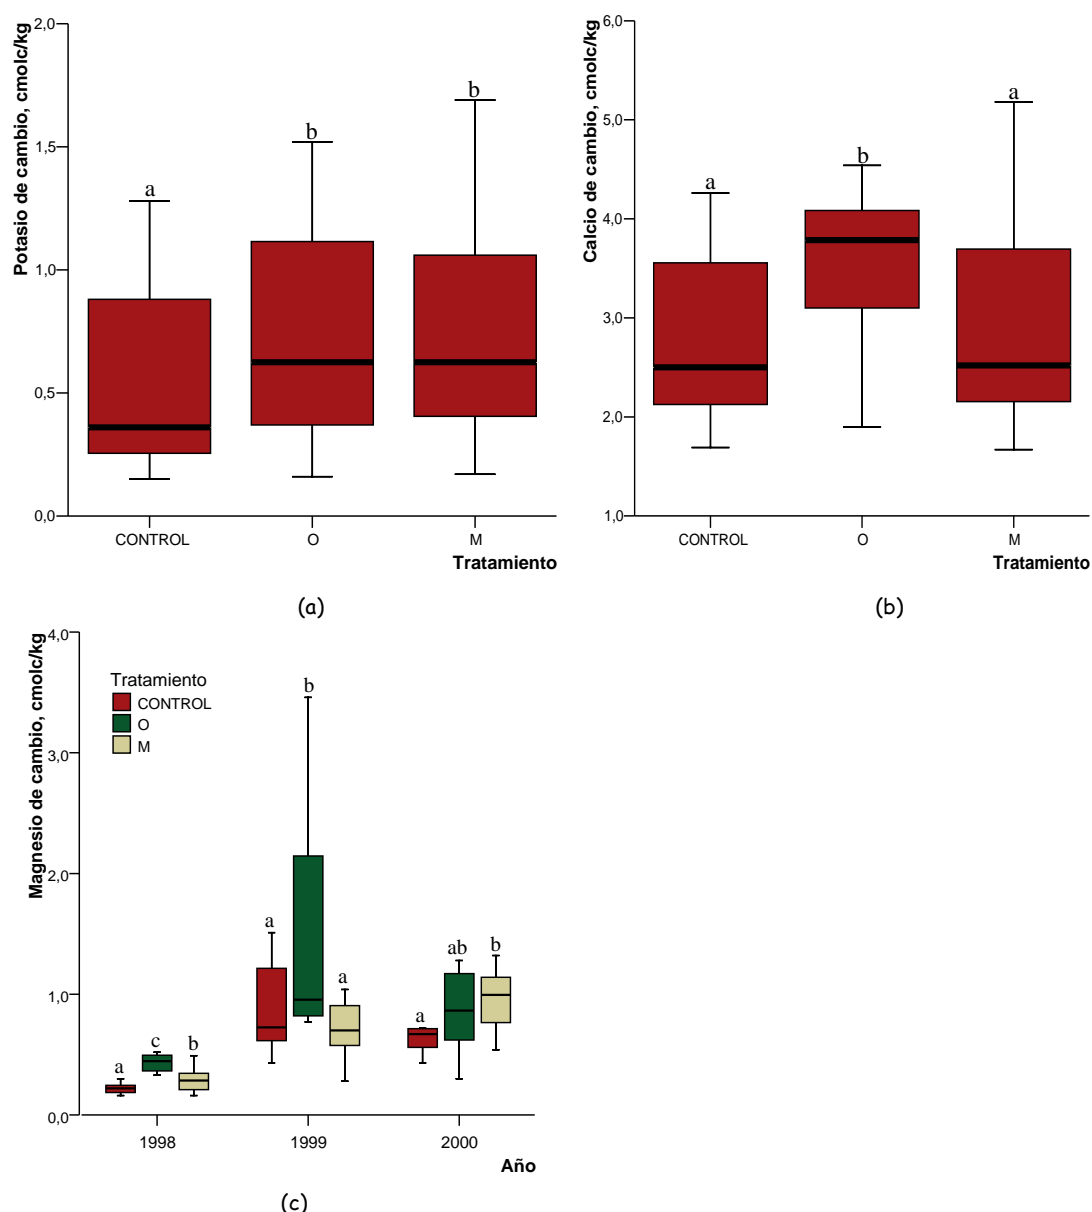 Potasio de cambio, cmolc/kg
2,0
1,5
1,0
0,5
0,0
a
b
b
CONTROL
O
M
Tratamiento
(a)
Calcio de cambio, cmolc/kg
6,0
5,0
4,0
3,0
2,0
1,0
a
b
a
CONTROL
O
M
Tratamiento
(b)
Magnesio de cambio, cmolc/kg
4,0
3,0
2,0
1,0
0,0
Tratamiento
CONTROL
O
M
a
c
b
a
b
a
a
ab
b
1998
1999
2000
Año
(c)